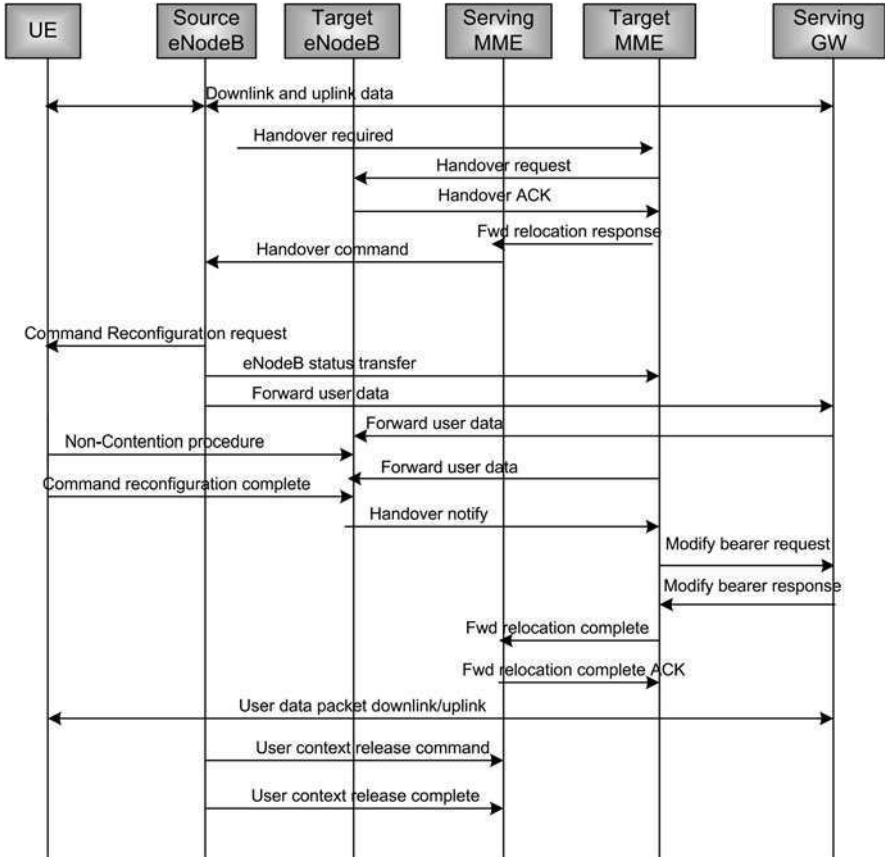 UE
Source
eNodeB
Target
eNodeB
Serving
MME
Target
MME
Serving
GW
Downlink and uplink data
Handover required
Handover request
Handover ACK
Fwd relocation response
Handover command
Command Reconfiguration request
eNodeB status transfer
Forward user data
Forward user data
Non-Contention procedure
Forward user data
Command reconfiguration complete
Handover notify
Modify bearer request
Modify bearer response
Fwd relocation complete
Fwd relocation complete ACK
User data packet downlink/uplink
User context release command
User context release complete